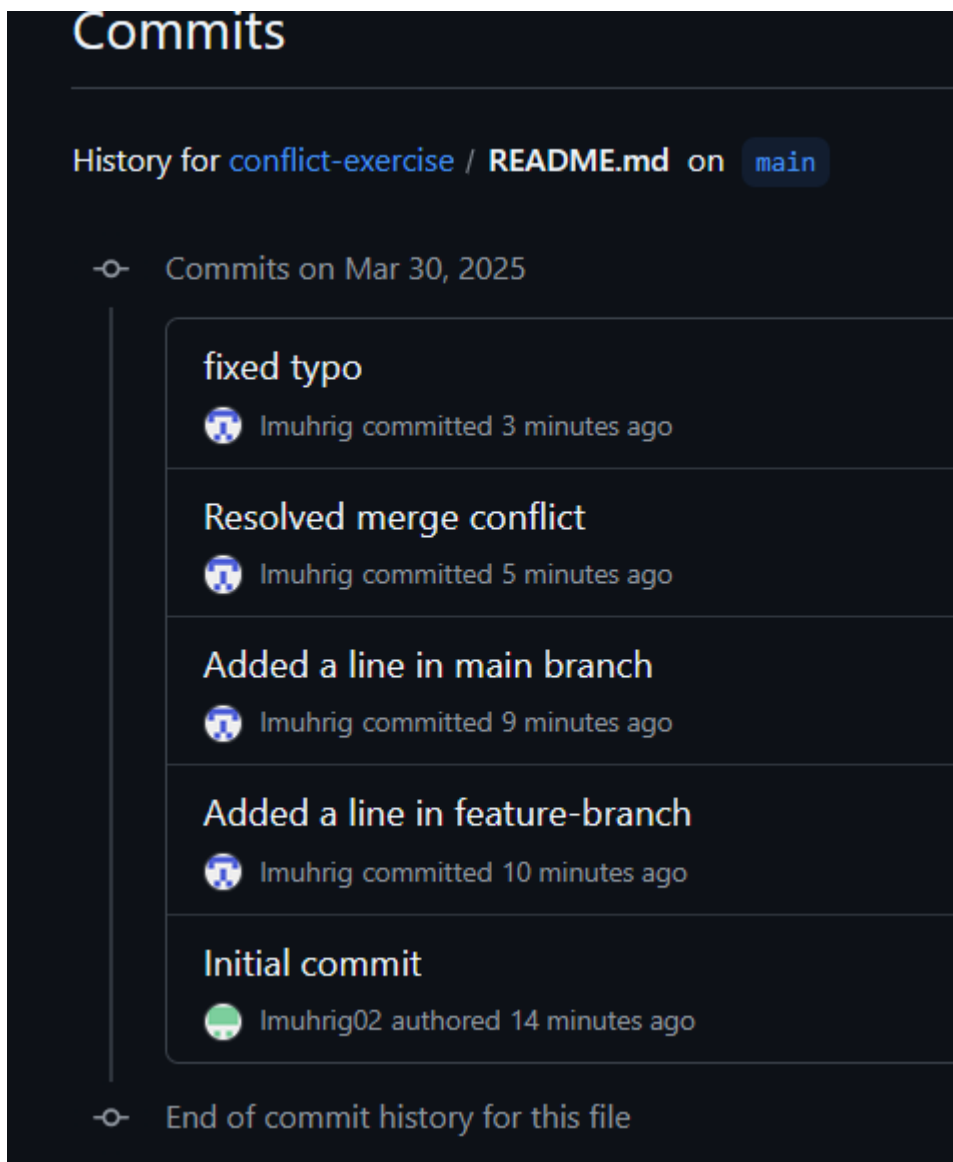 Commits
History for conflict-exercise / README.md on main
Commits on Mar 30, 2025
fixed typo
lmuhrig committed 3 minutes ago
Resolved merge conflict
lmuhrig committed 5 minutes ago
Added a line in main branch
lmuhrig committed 9 minutes ago
Added a line in feature-branch
lmuhrig committed 10 minutes ago
Initial commit
lmuhrig02 authored 14 minutes ago
End of commit history for this file